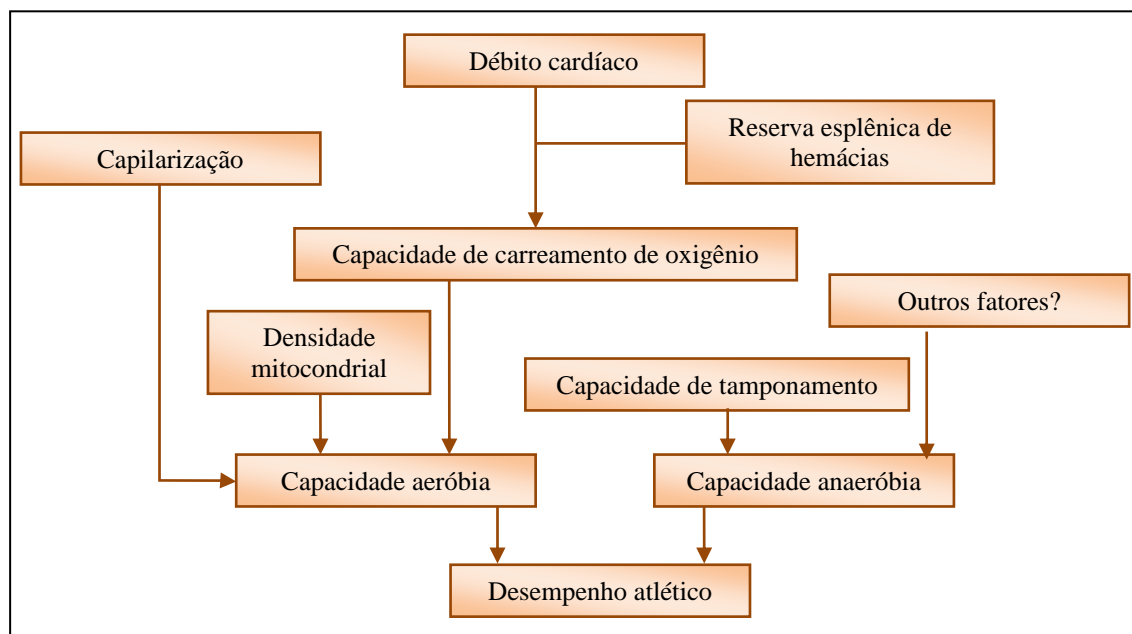 Débito cardíaco
Reserva esplênica de
hemácias
Capilarização
Capacidade de carreamento de oxigênio
Outros fatores?
Densidade
mitocondrial
Capacidade de tamponamento
Capacidade aeróbia
Capacidade anaeróbia
Desempenho atlético